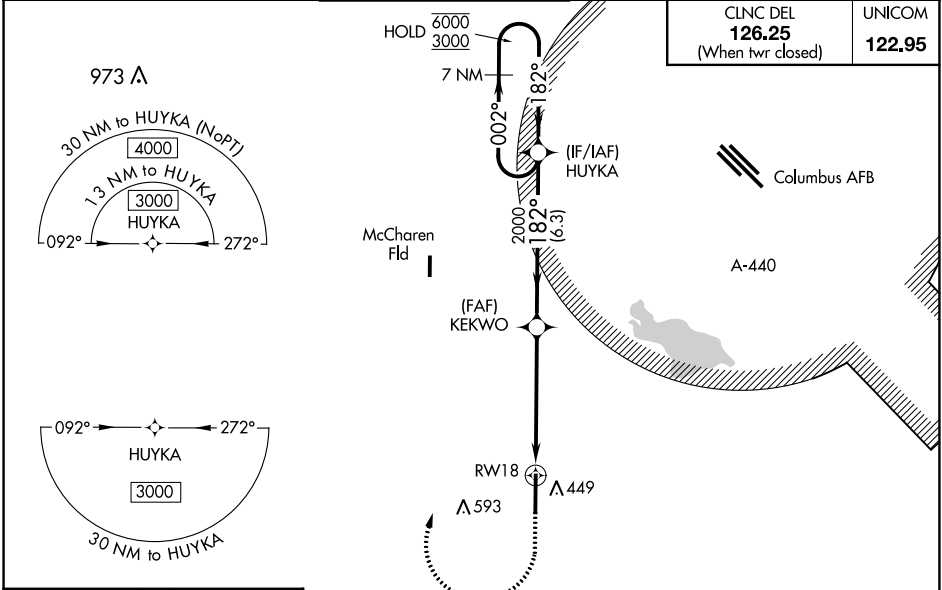 CLNC DEL
126.25
(When twr closed)
UNICOM
122.95
HOLD 6000
3000
7 NM
182°
002°
(IF/IAF)
HUYKA
2000
182°
(6.3)
McCharen
Fld
(FAF)
KEKWO
RW18
449
593
Columbus AFB
A-440
973
30 NM to HUYKA (NoPT)
4000
13 NM to HUYKA
3000
HUYKA
092°
272°
092°
272°
HUYKA
3000
30 NM to HUYKA